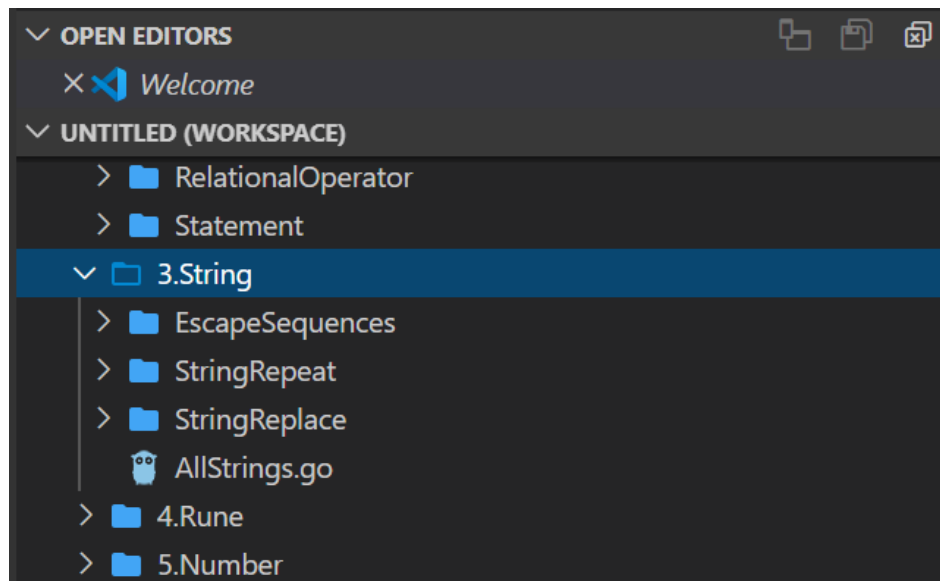 OPEN EDITORS
Welcome
UNTITLED (WORKSPACE)
RelationalOperator
Statement
3.String
EscapeSequences
StringRepeat
StringReplace
AllStrings.go
4.Rune
5.Number